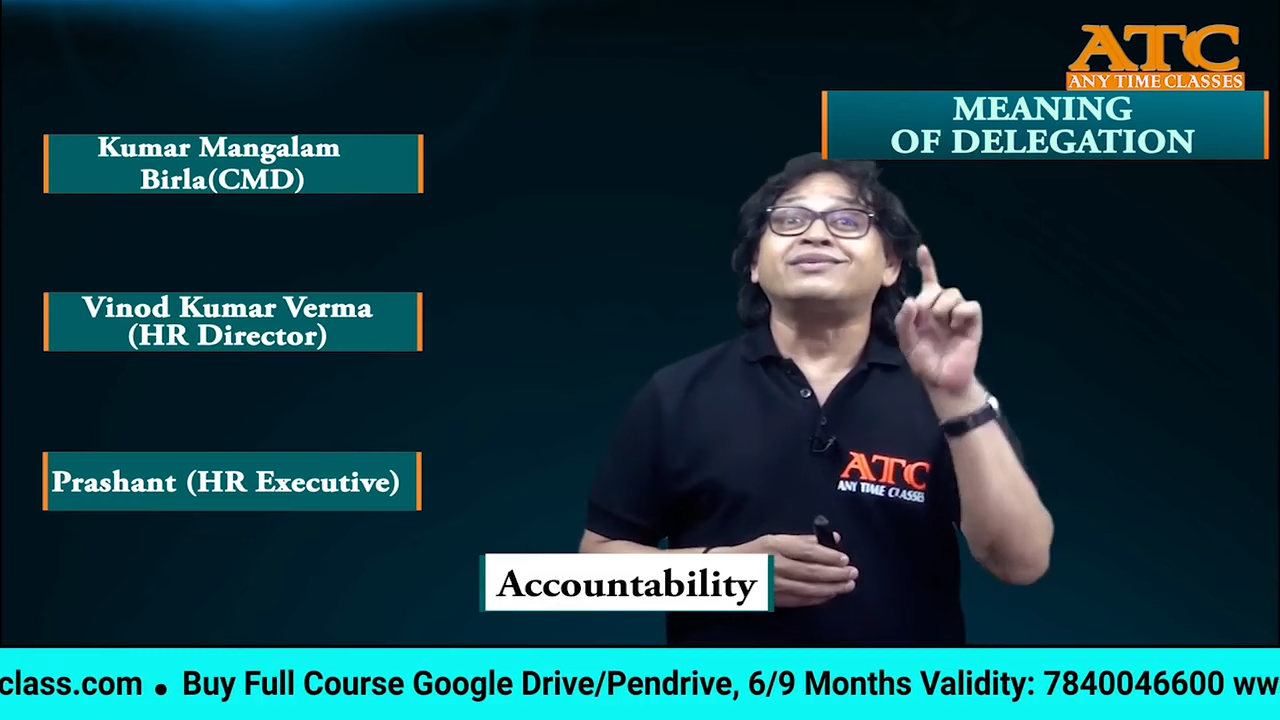 ATC
ANY TIME CLASSES
MEANING
OF DELEGATION
Kumar Mangalam
Birla(CMD)
Vinod Kumar Verma
(HR Director)
Prashant (HR Executive)
ATC
ANY TIME CLASSES
Accountability
class.com • Buy Full Course Google Drive/Pendrive, 6/9 Months Validity: 7840046600 ww